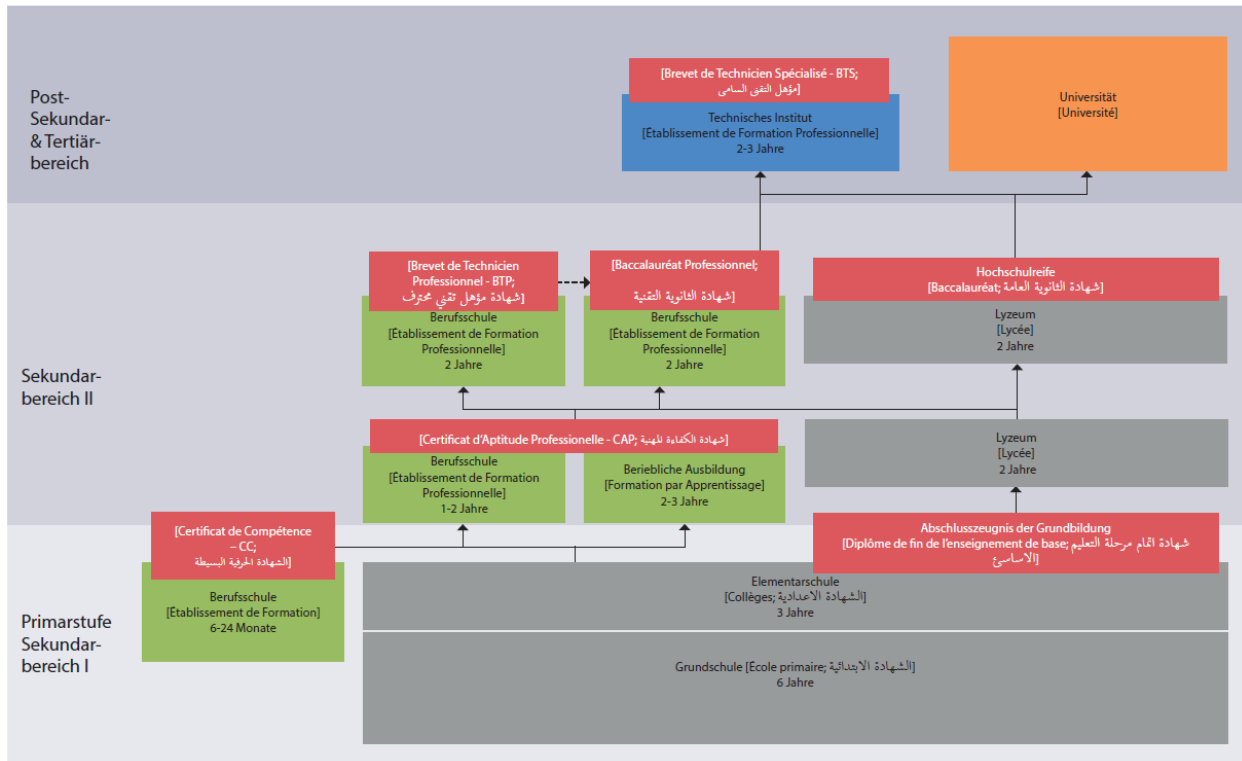 Post-
Sekundar-
& Tertiär-
bereich
[Brevet de Technicien Spécialisé - BTS;
مؤهل التقنى السامى]
Technisches Institut
[Établissement de Formation Professionnelle]
2-3 Jahre
Universität
[Université]
Sekundar-
bereich II
[Brevet de Technicien
Professionnel - BTP;
شهادة مؤهل تقني محترف]
Berufsschule
[Établissement de Formation
Professionnelle]
2 Jahre
[Baccalauréat Professionnel;
شهادة الثانوية التقنية]
Berufsschule
[Établissement de Formation
Professionnelle]
2 Jahre
Hochschulreife
[Baccalauréat; شهادة الثانوية العامة]
Lyzeum
[Lycée]
2 Jahre
[Certificat d'Aptitude Professionelle - CAP; شهادة الكفاءة المهنية]
Berufsschule
[Établissement de Formation
Professionnelle]
1-2 Jahre
Beriebliche Ausbildung
[Formation par Apprentissage]
2-3 Jahre
Lyzeum
[Lycée]
2 Jahre
Primarstufe
Sekundar-
bereich I
[Certificat de Compétence
– CC;
الشهادة الحرفية البسيطة]
Berufsschule
[Établissement de Formation]
6-24 Monate
Abschlusszeugnis der Grundbildung
[Diplôme de fin de l'enseignement de base; شهادة اتمام مرحلة التعليم
الاساسئ]
Elementarschule
[Collèges; الشهادة الاعدادية]
3 Jahre
Grundschule [École primaire; الشهادة الابتدائية]
6 Jahre